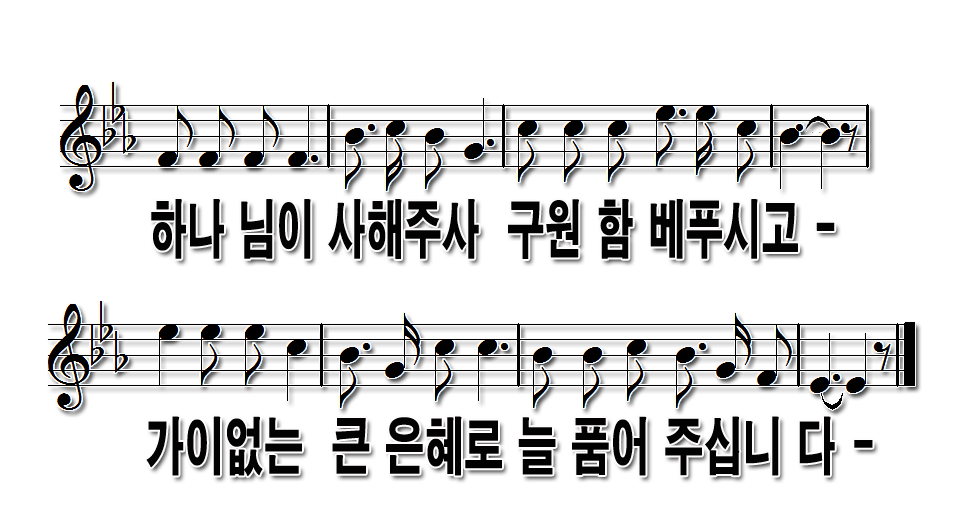 하나 님이 사해주사 구원 함 베푸시고 -
가이없는 큰 은혜로 늘 품어 주십니 다 -